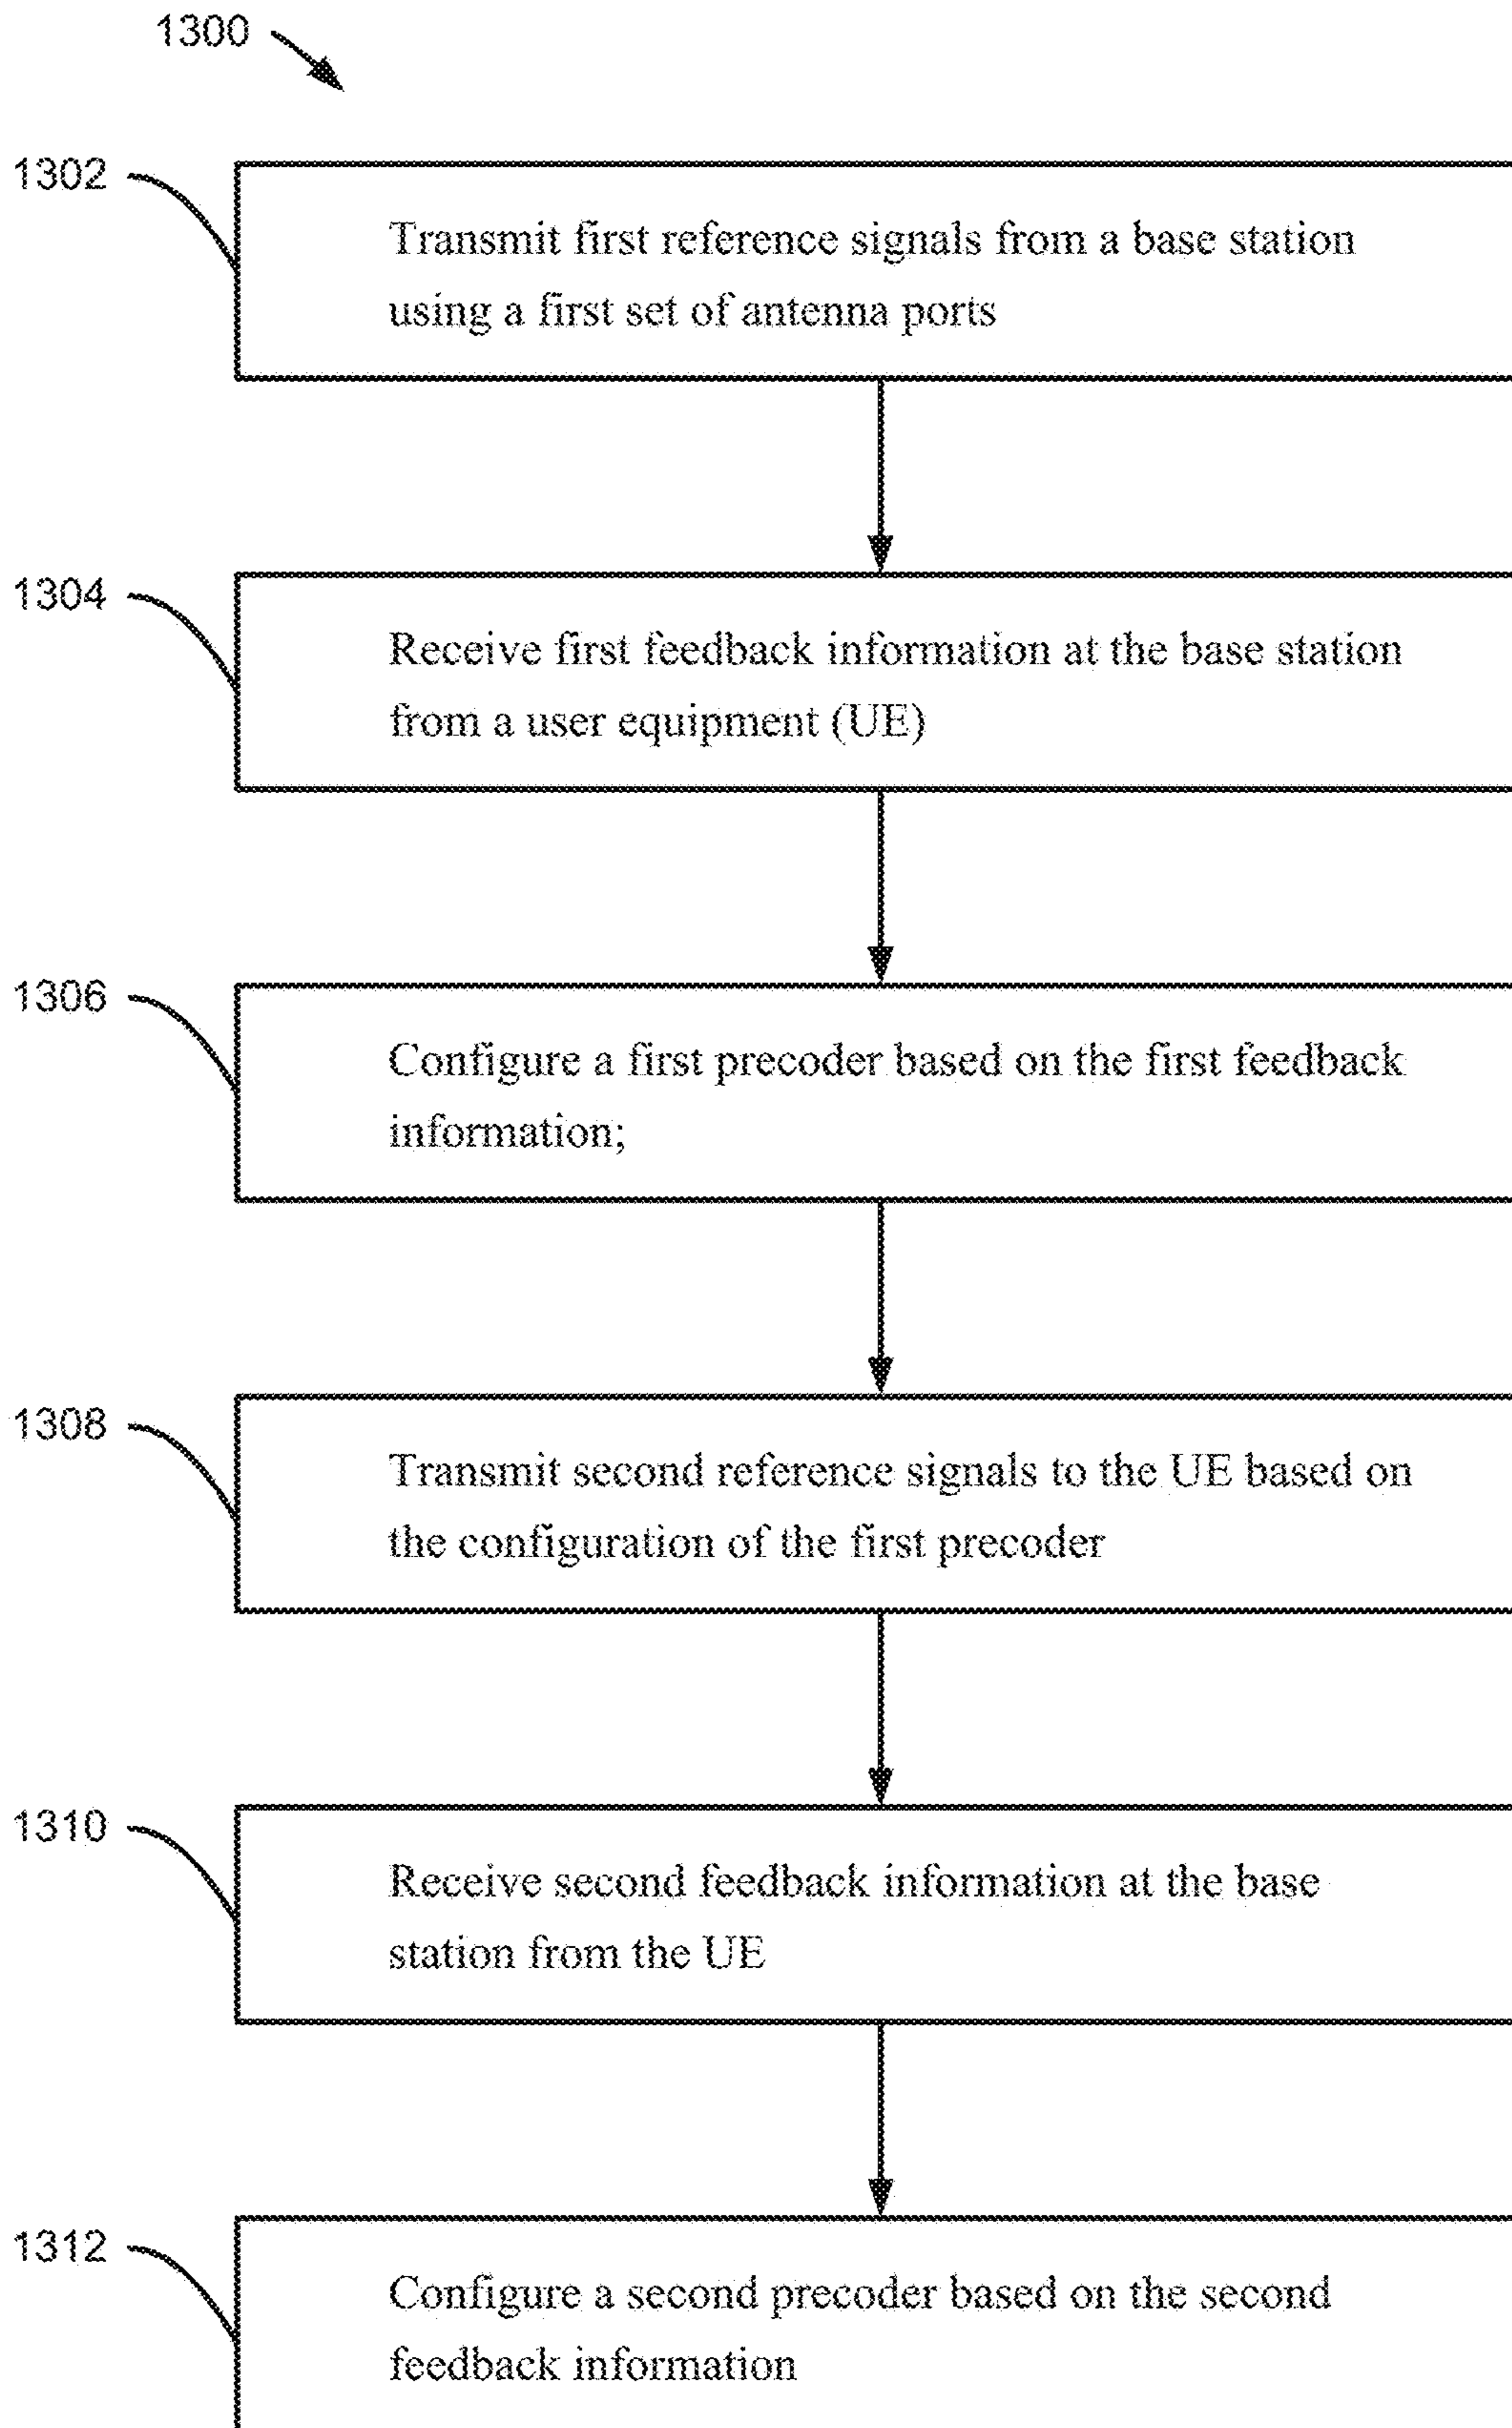 1300
1302
Transmit first reference signals from a base station
using a first set of antenna ports
1304
Receive first feedback information at the base station
from a user equipment (UE)
1306
Configure a first precoder based on the first feedback
information;
1308
Transmit second reference signals to the UE based on
the configuration of the first precoder
1310
Receive second feedback information at the base
station from the UE
1312
Configure a second precoder based on the second
feedback information